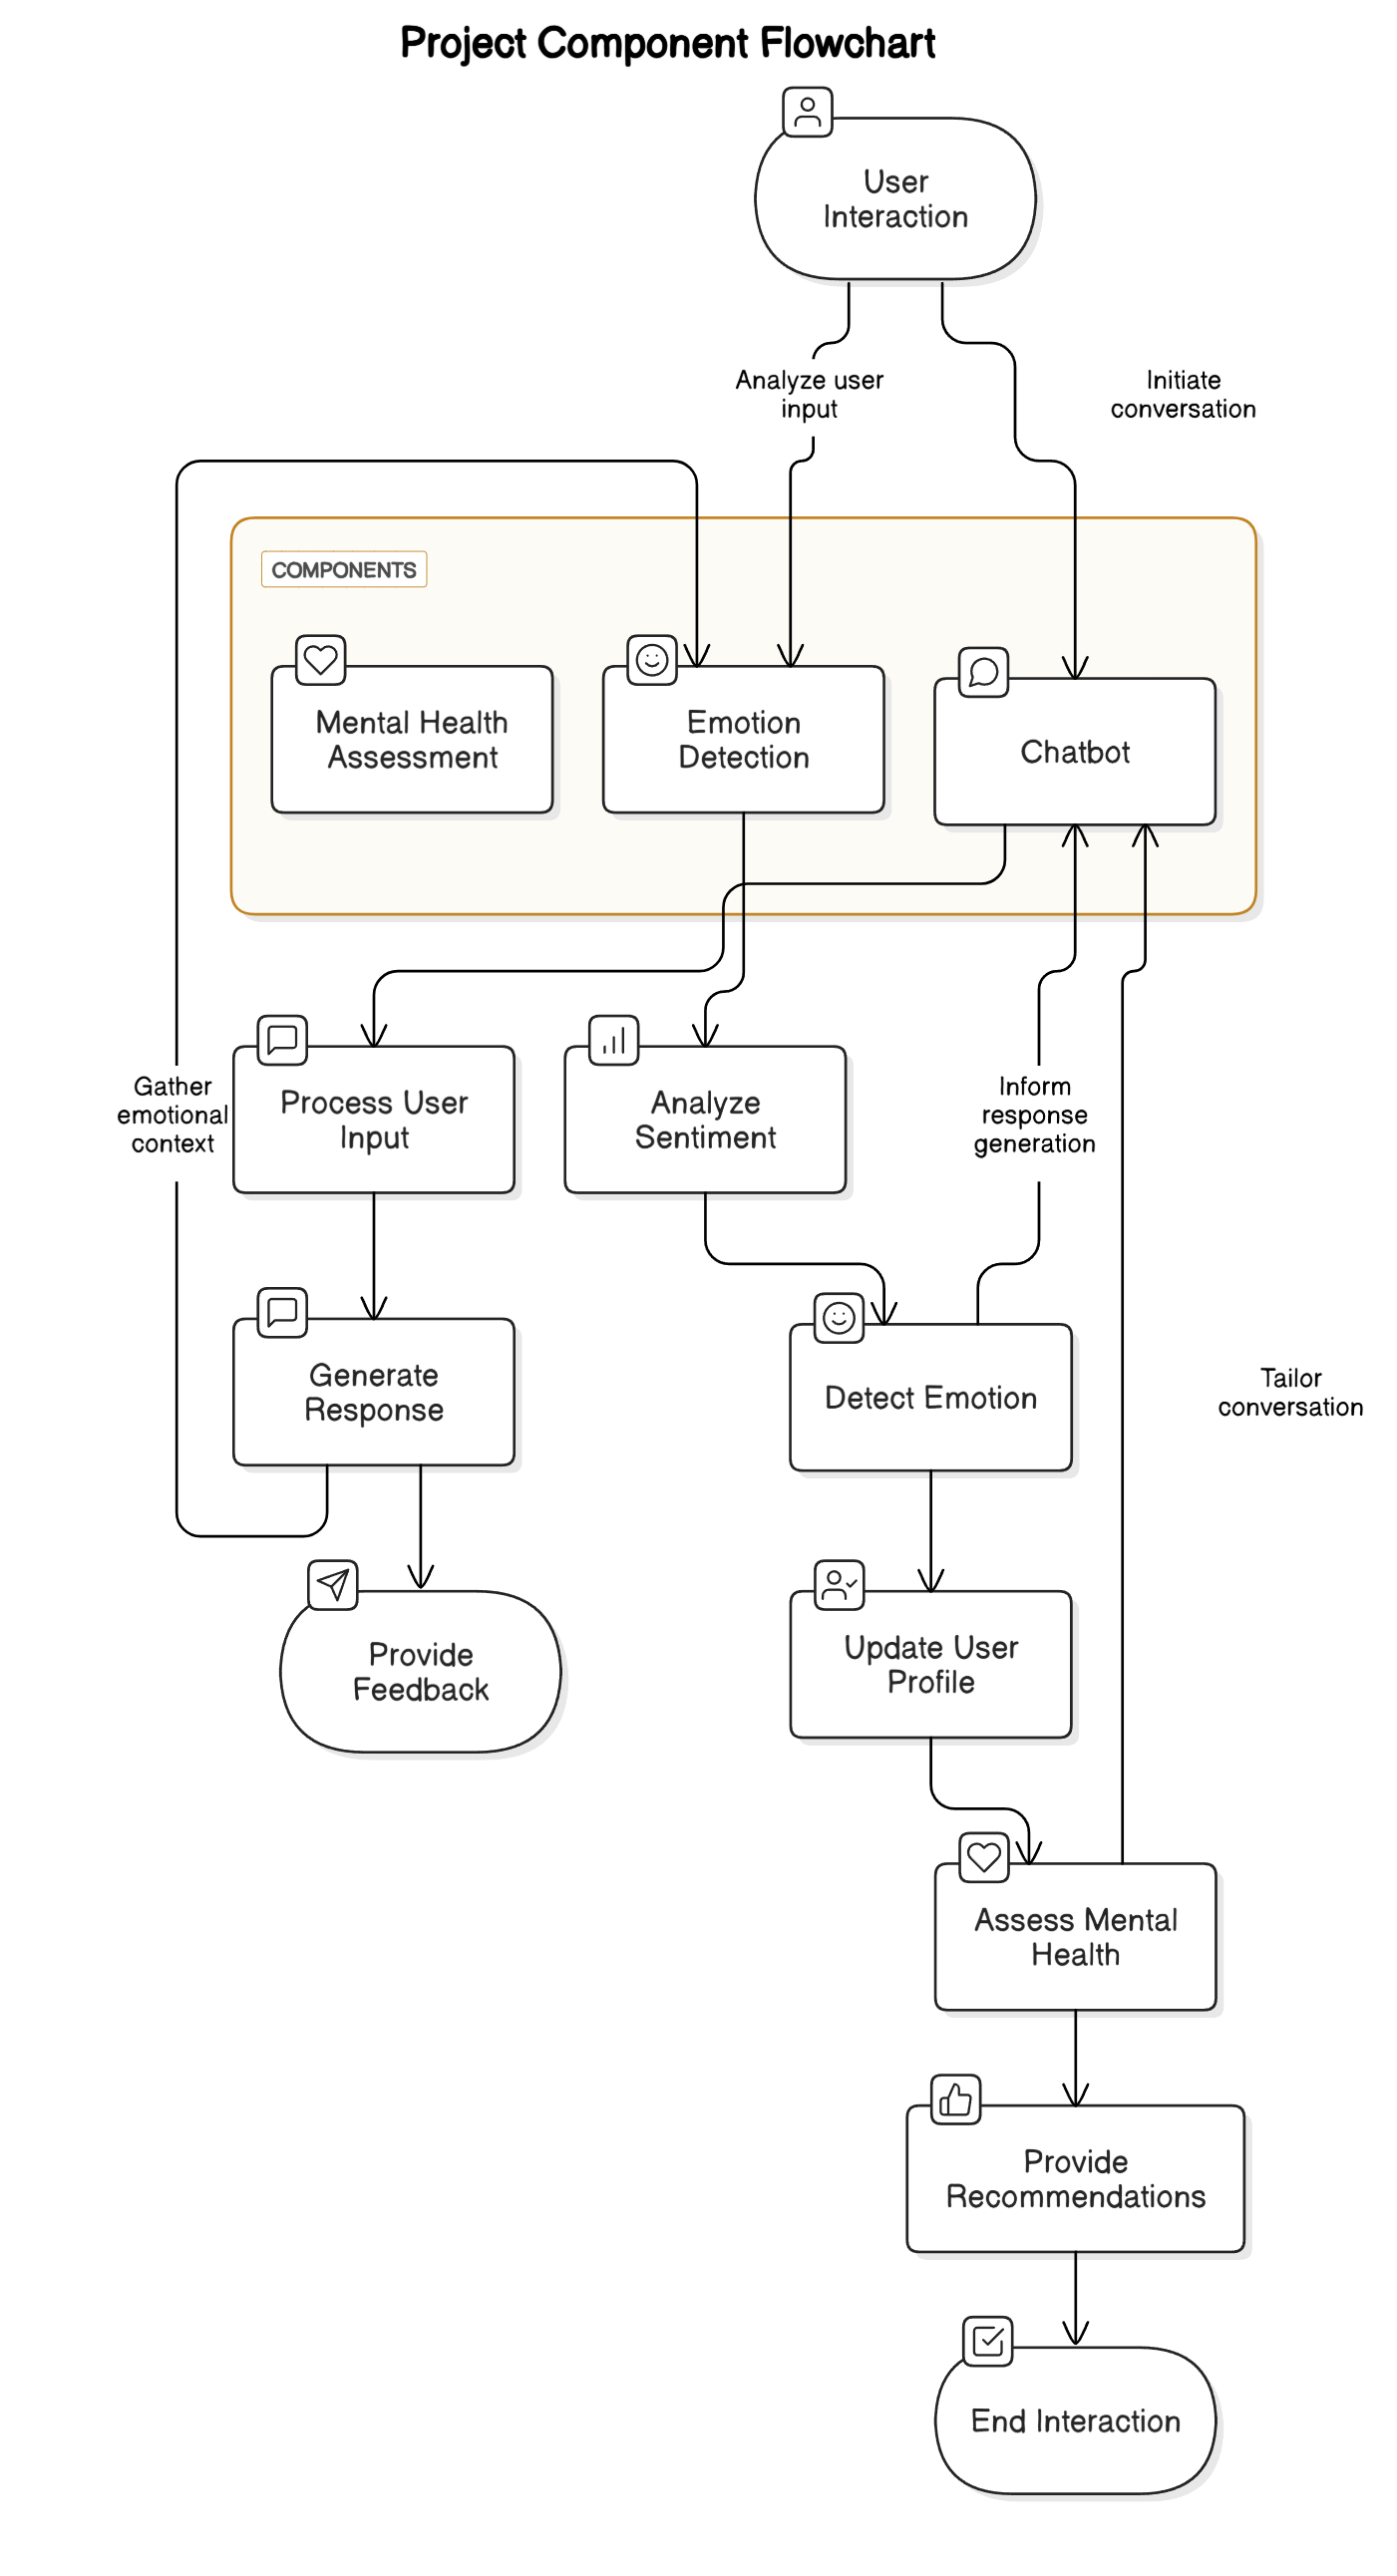 Project Component Flowchart
User
Interaction
Analyze user
input
Initiate
conversation
COMPONENTS
Mental Health
Assessment
Emotion
Detection
Chatbot
Gather
emotional
context
Process User
Input
Analyze
Sentiment
Inform
response
generation
Generate
Response
Detect Emotion
Tailor
conversation
Provide
Feedback
Update User
Profile
Assess Mental
Health
Provide
Recommendations
End Interaction